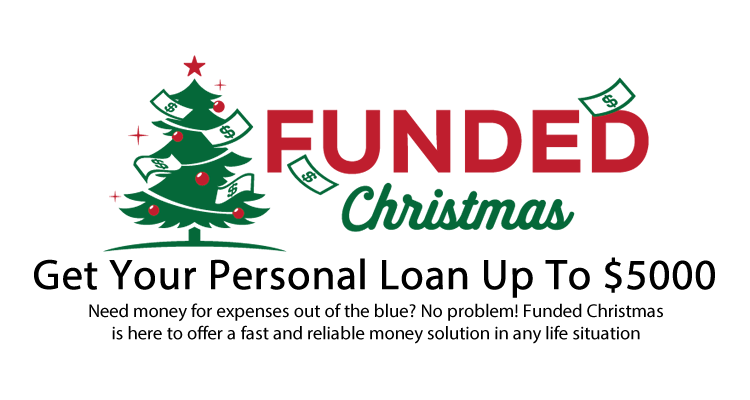 FUNDED
Christmas
Get Your Personal Loan Up To $5000
Need money for expenses out of the blue? No problem! Funded Christmas
is here to offer a fast and reliable money solution in any life situation